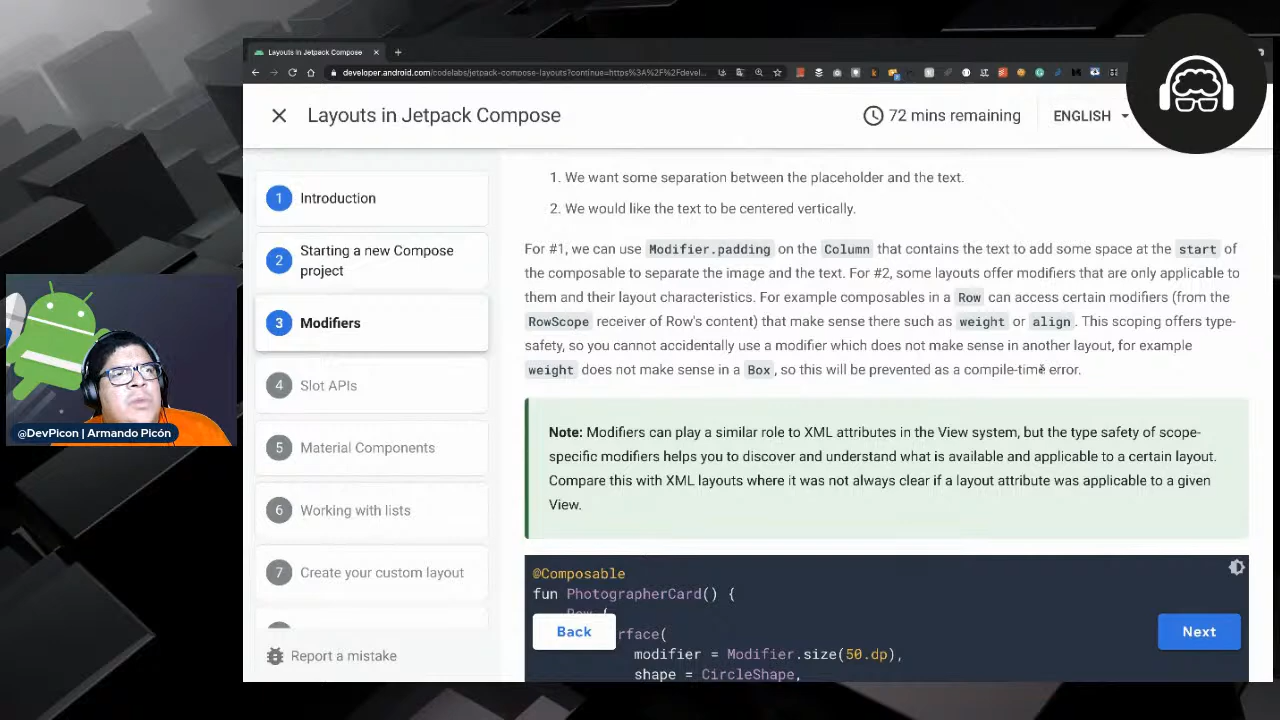 Layouts in Jetpack Compose
developer.android.com/codelabs/jetpack-compose-layouts?continue=https%3A%2F%2Fdevel...
Layouts in Jetpack Compose
72 mins remaining
ENGLISH
1 Introduction
2 Starting a new Compose
project
3 Modifiers
4 Slot APIs
5 Material Components
6 Working with lists
7 Create your custom layout
Report a mistake
1. We want some separation between the placeholder and the text.
2. We would like the text to be centered vertically.
For #1, we can use Modifier.padding on the Column that contains the text to add some space at the start of
the composable to separate the image and the text. For #2, some layouts offer modifiers that are only applicable to
them and their layout characteristics. For example composables in a Row can access certain modifiers (from the
RowScope receiver of Row's content) that make sense there such as weight or align. This scoping offers type-
safety, so you cannot accidentally use a modifier which does not make sense in another layout, for example
weight does not make sense in a Box, so this will be prevented as a compile-time error.
Note: Modifiers can play a similar role to XML attributes in the View system, but the type safety of scope-
specific modifiers helps you to discover and understand what is available and applicable to a certain layout.
Compare this with XML layouts where it was not always clear if a layout attribute was applicable to a given
View.
@Composable
fun PhotographerCard() {
Row {
rface(
modifier = Modifier.size(50.dp),
shape = CircleShape,
Back
Next
@DevPicon | Armando Picón